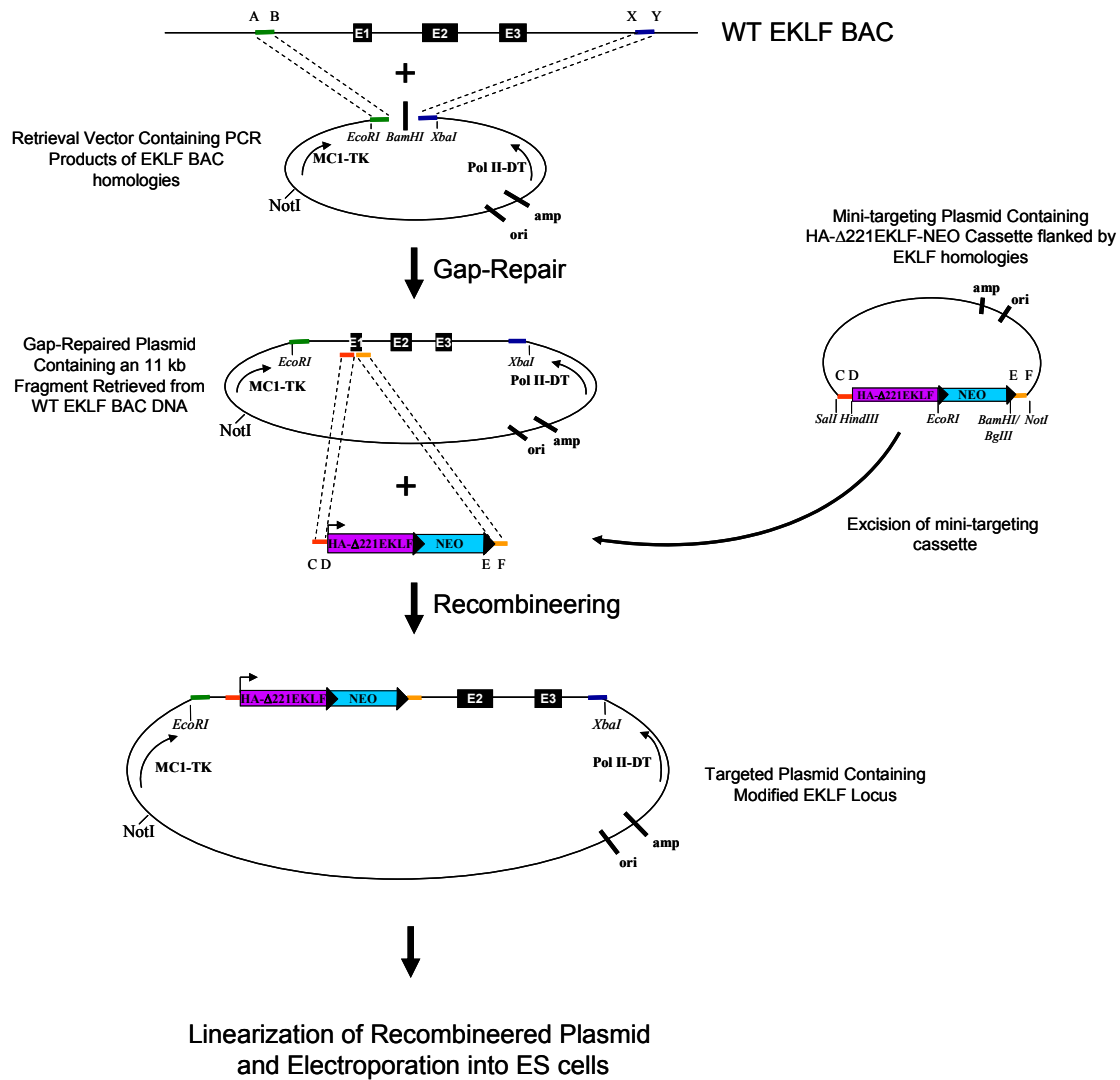 A B
X Y
E1
E2
E3
WT EKLF BAC
+
Retrieval Vector Containing PCR
Products of EKLF BAC
homologies
EcoRI
BamHI
XbaI
MC1-TK
Pol II-DT
NotI
amp
ori
Gap-Repair
Mini-targeting Plasmid Containing
HA-Δ221EKLF-NEO Cassette flanked by
EKLF homologies
amp
ori
C D
E F
HA-Δ221EKLF
NEO
SalI
HindIII
EcoRI
BamHI/
BglII
NotI
Gap-Repaired Plasmid
Containing an 11 kb
Fragment Retrieved from
WT EKLF BAC DNA
E1
E2
E3
EcoRI
XbaI
MC1-TK
Pol II-DT
NotI
amp
ori
+
Excision of mini-targeting
cassette
HA-Δ221EKLF
NEO
C D
E F
Recombineering
HA-Δ221EKLF
NEO
E2
E3
EcoRI
XbaI
MC1-TK
Pol II-DT
NotI
amp
ori
Targeted Plasmid Containing
Modified EKLF Locus
Linearization of Recombineered Plasmid
and Electroporation into ES cells